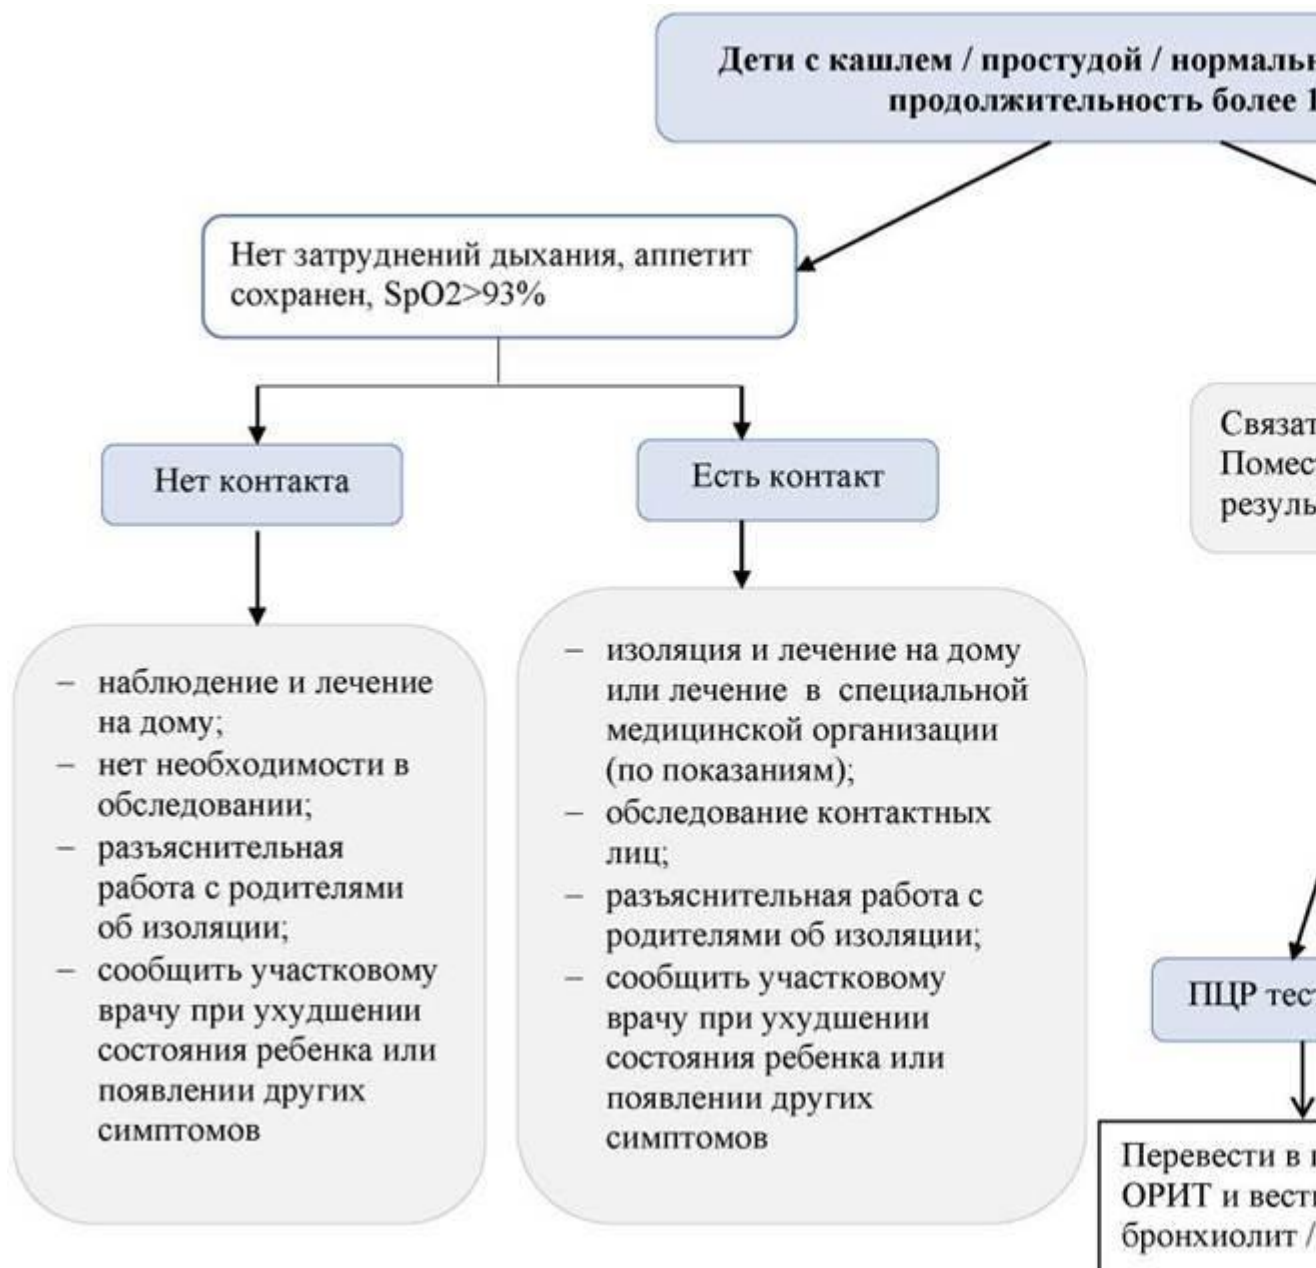 Дети с кашлем / простудой / нормальн
продолжительность более 1
Нет затруднений дыхания, аппетит
сохранен, SpO2>93%
Нет контакта
Есть контакт
– наблюдение и лечение
на дому;
– нет необходимости в
обследовании;
– разъяснительная
работа с родителями
об изоляции;
– сообщить участковому
врачу при ухудшении
состояния ребенка или
появлении других
симптомов
– изоляция и лечение на дому
или лечение в специальной
медицинской организации
(по показаниям);
– обследование контактных
лиц;
– разъяснительная работа с
родителями об изоляции;
– сообщить участковому
врачу при ухудшении
состояния ребенка или
появлении других
симптомов
Связат
Помес
резуль
ПЦР тес
Перевести в
ОРИТ и вест
бронхиолит /